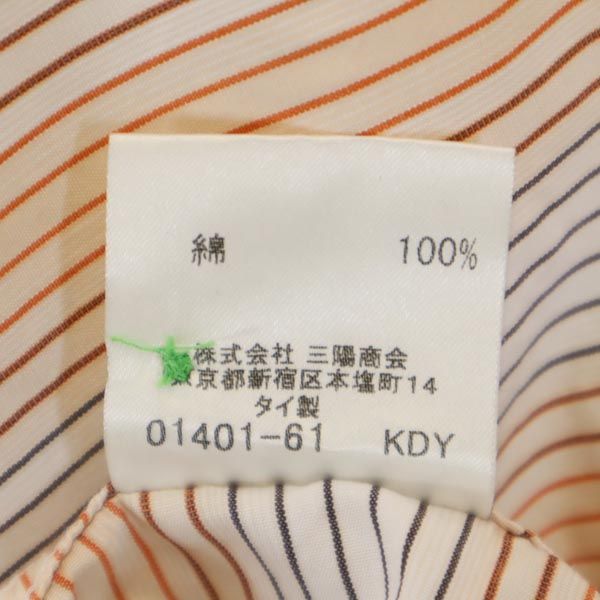 綿 100%
株式会社 三陽商会
東京都新宿区本塩町14
タイ製
01401-61 KDY